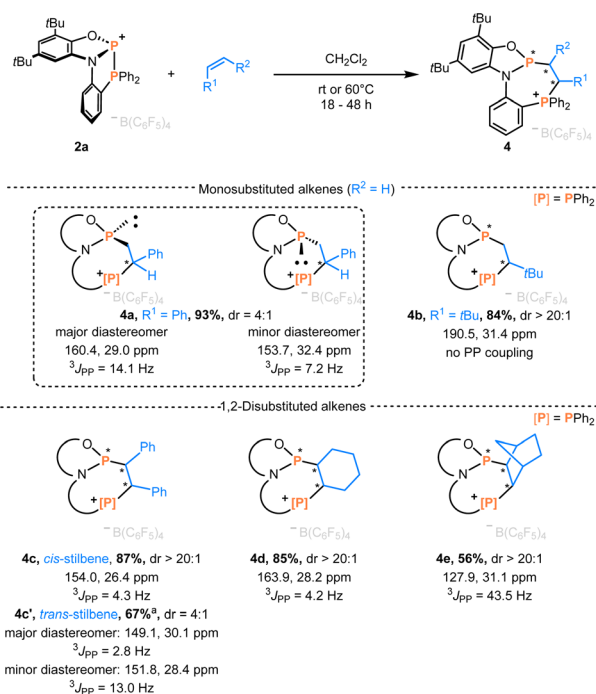 tBu
O
P
+
tBu
N
PPh2
−B(C6F5)4
2a
+
R2
R1
CH2Cl2
rt or 60°C
18 - 48 h
tBu
O
P
*
R2
tBu
N
*
*
R1
+
PPh2
−B(C6F5)4
4
Monosubstituted alkenes (R2 = H)
[P] = PPh2
O
P
*
N
Ph
*
H
+
[P]
−B(C6F5)4
O
P
*
N
Ph
*
H
+
[P]
−B(C6F5)4
O
P
*
N
*
tBu
+
[P]
−B(C6F5)4
4a, R1 = Ph, 93%, dr = 4:1
major diastereomer
160.4, 29.0 ppm
3JPP = 14.1 Hz
minor diastereomer
153.7, 32.4 ppm
3JPP = 7.2 Hz
4b, R1 = tBu, 84%, dr > 20:1
190.5, 31.4 ppm
no PP coupling
1,2-Disubstituted alkenes
[P] = PPh2
O
P
*
Ph
N
*
*
Ph
+
[P]
−B(C6F5)4
O
P
*
N
*
*
+
[P]
−B(C6F5)4
O
P
*
N
*
*
+
[P]
−B(C6F5)4
4c, cis-stilbene, 87%, dr > 20:1
154.0, 26.4 ppm
3JPP = 4.3 Hz
4c', trans-stilbene, 67%a, dr = 4:1
major diastereomer: 149.1, 30.1 ppm
3JPP = 2.8 Hz
minor diastereomer: 151.8, 28.4 ppm
3JPP = 13.0 Hz
4d, 85%, dr > 20:1
163.9, 28.2 ppm
3JPP = 4.2 Hz
4e, 56%, dr > 20:1
127.9, 31.1 ppm
3JPP = 43.5 Hz